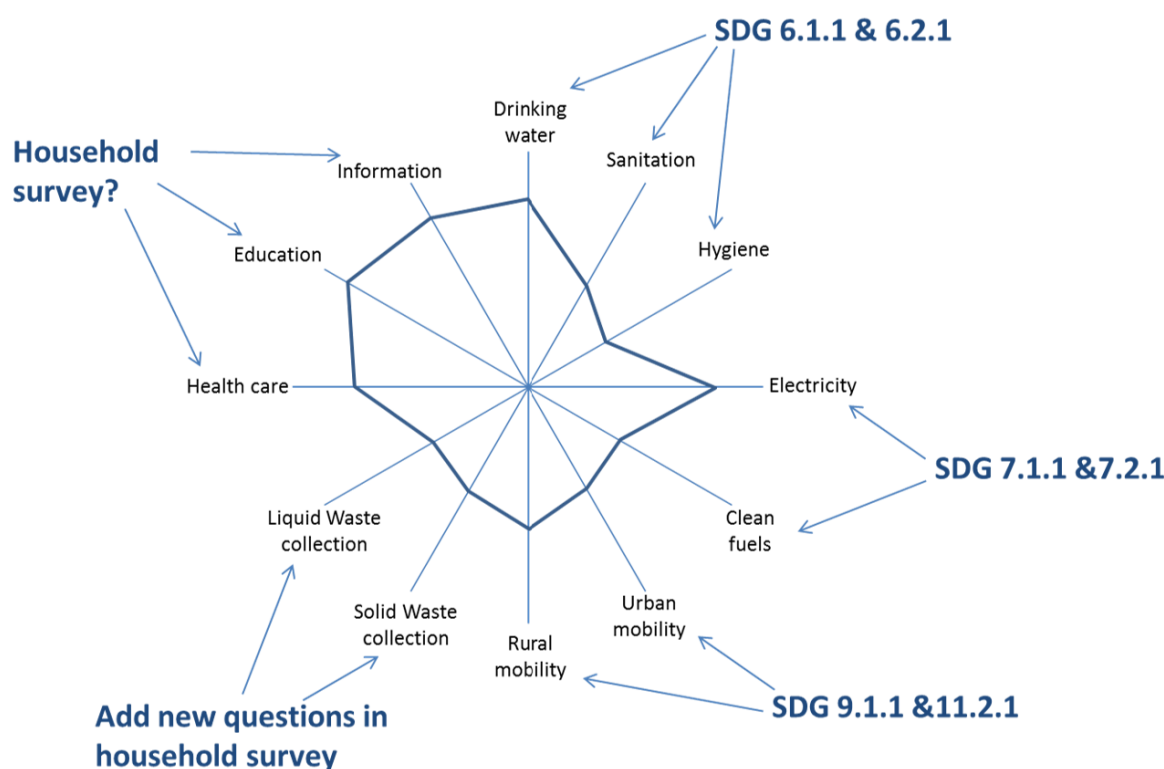 SDG 6.1.1 & 6.2.1
Drinking
water
Sanitation
Household
survey?
Information
Education
Hygiene
Health care
Electricity
SDG 7.1.1 &7.2.1
Liquid Waste
collection
Clean
fuels
Solid Waste
collection
Rural
mobility
Urban
mobility
SDG 9.1.1 &11.2.1
Add new questions in
household survey